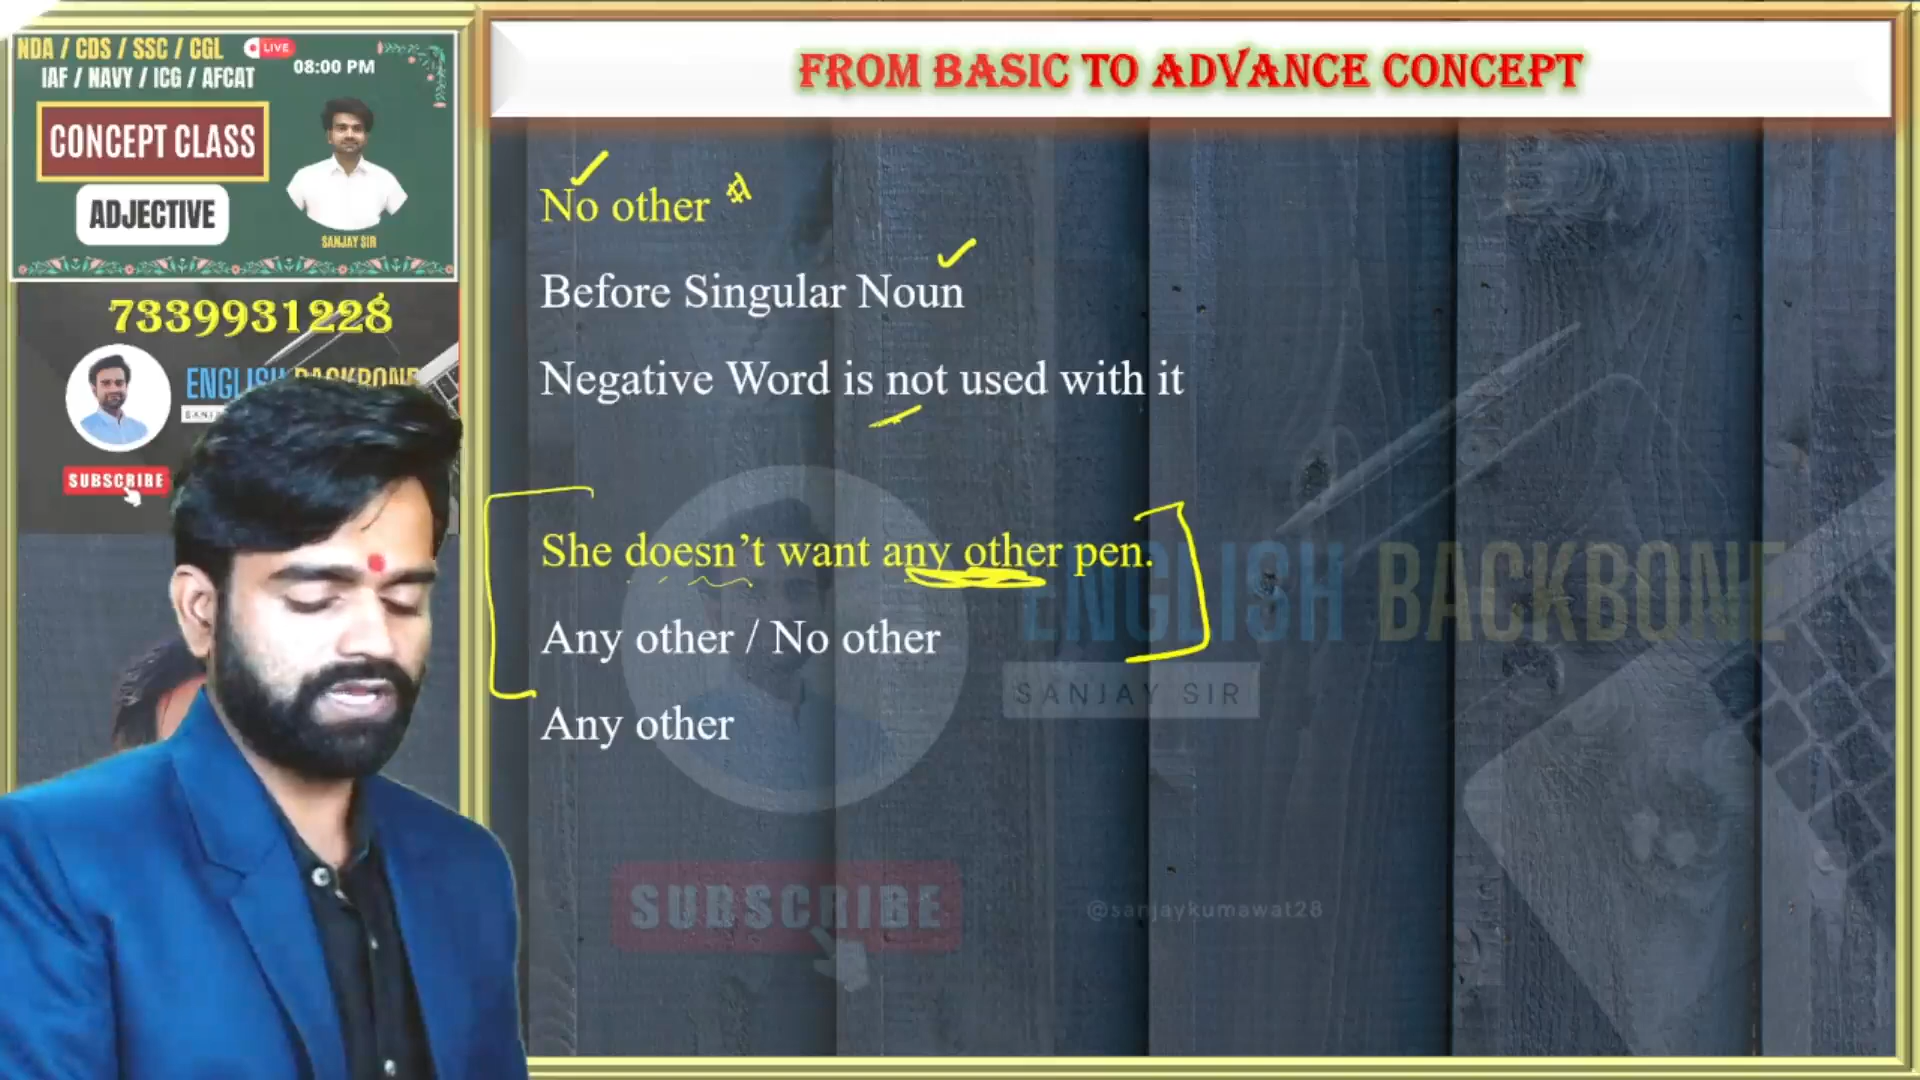 NDA / CDS / SSC / CGL
LIVE
IAF / NAVY / ICG / AFCAT
08:00 PM
CONCEPT CLASS
ADJECTIVE
SANJAY SIR
7339931228
ENGLISH BACKBONE
SUBSCRIBE
FROM BASIC TO ADVANCE CONCEPT
No other
Before Singular Noun
Negative Word is not used with it
She doesn’t want any other pen.
Any other / No other
Any other
ENGLISH BACKBONE
SANJAY SIR
SUBSCRIBE
@sanjaykumawat28